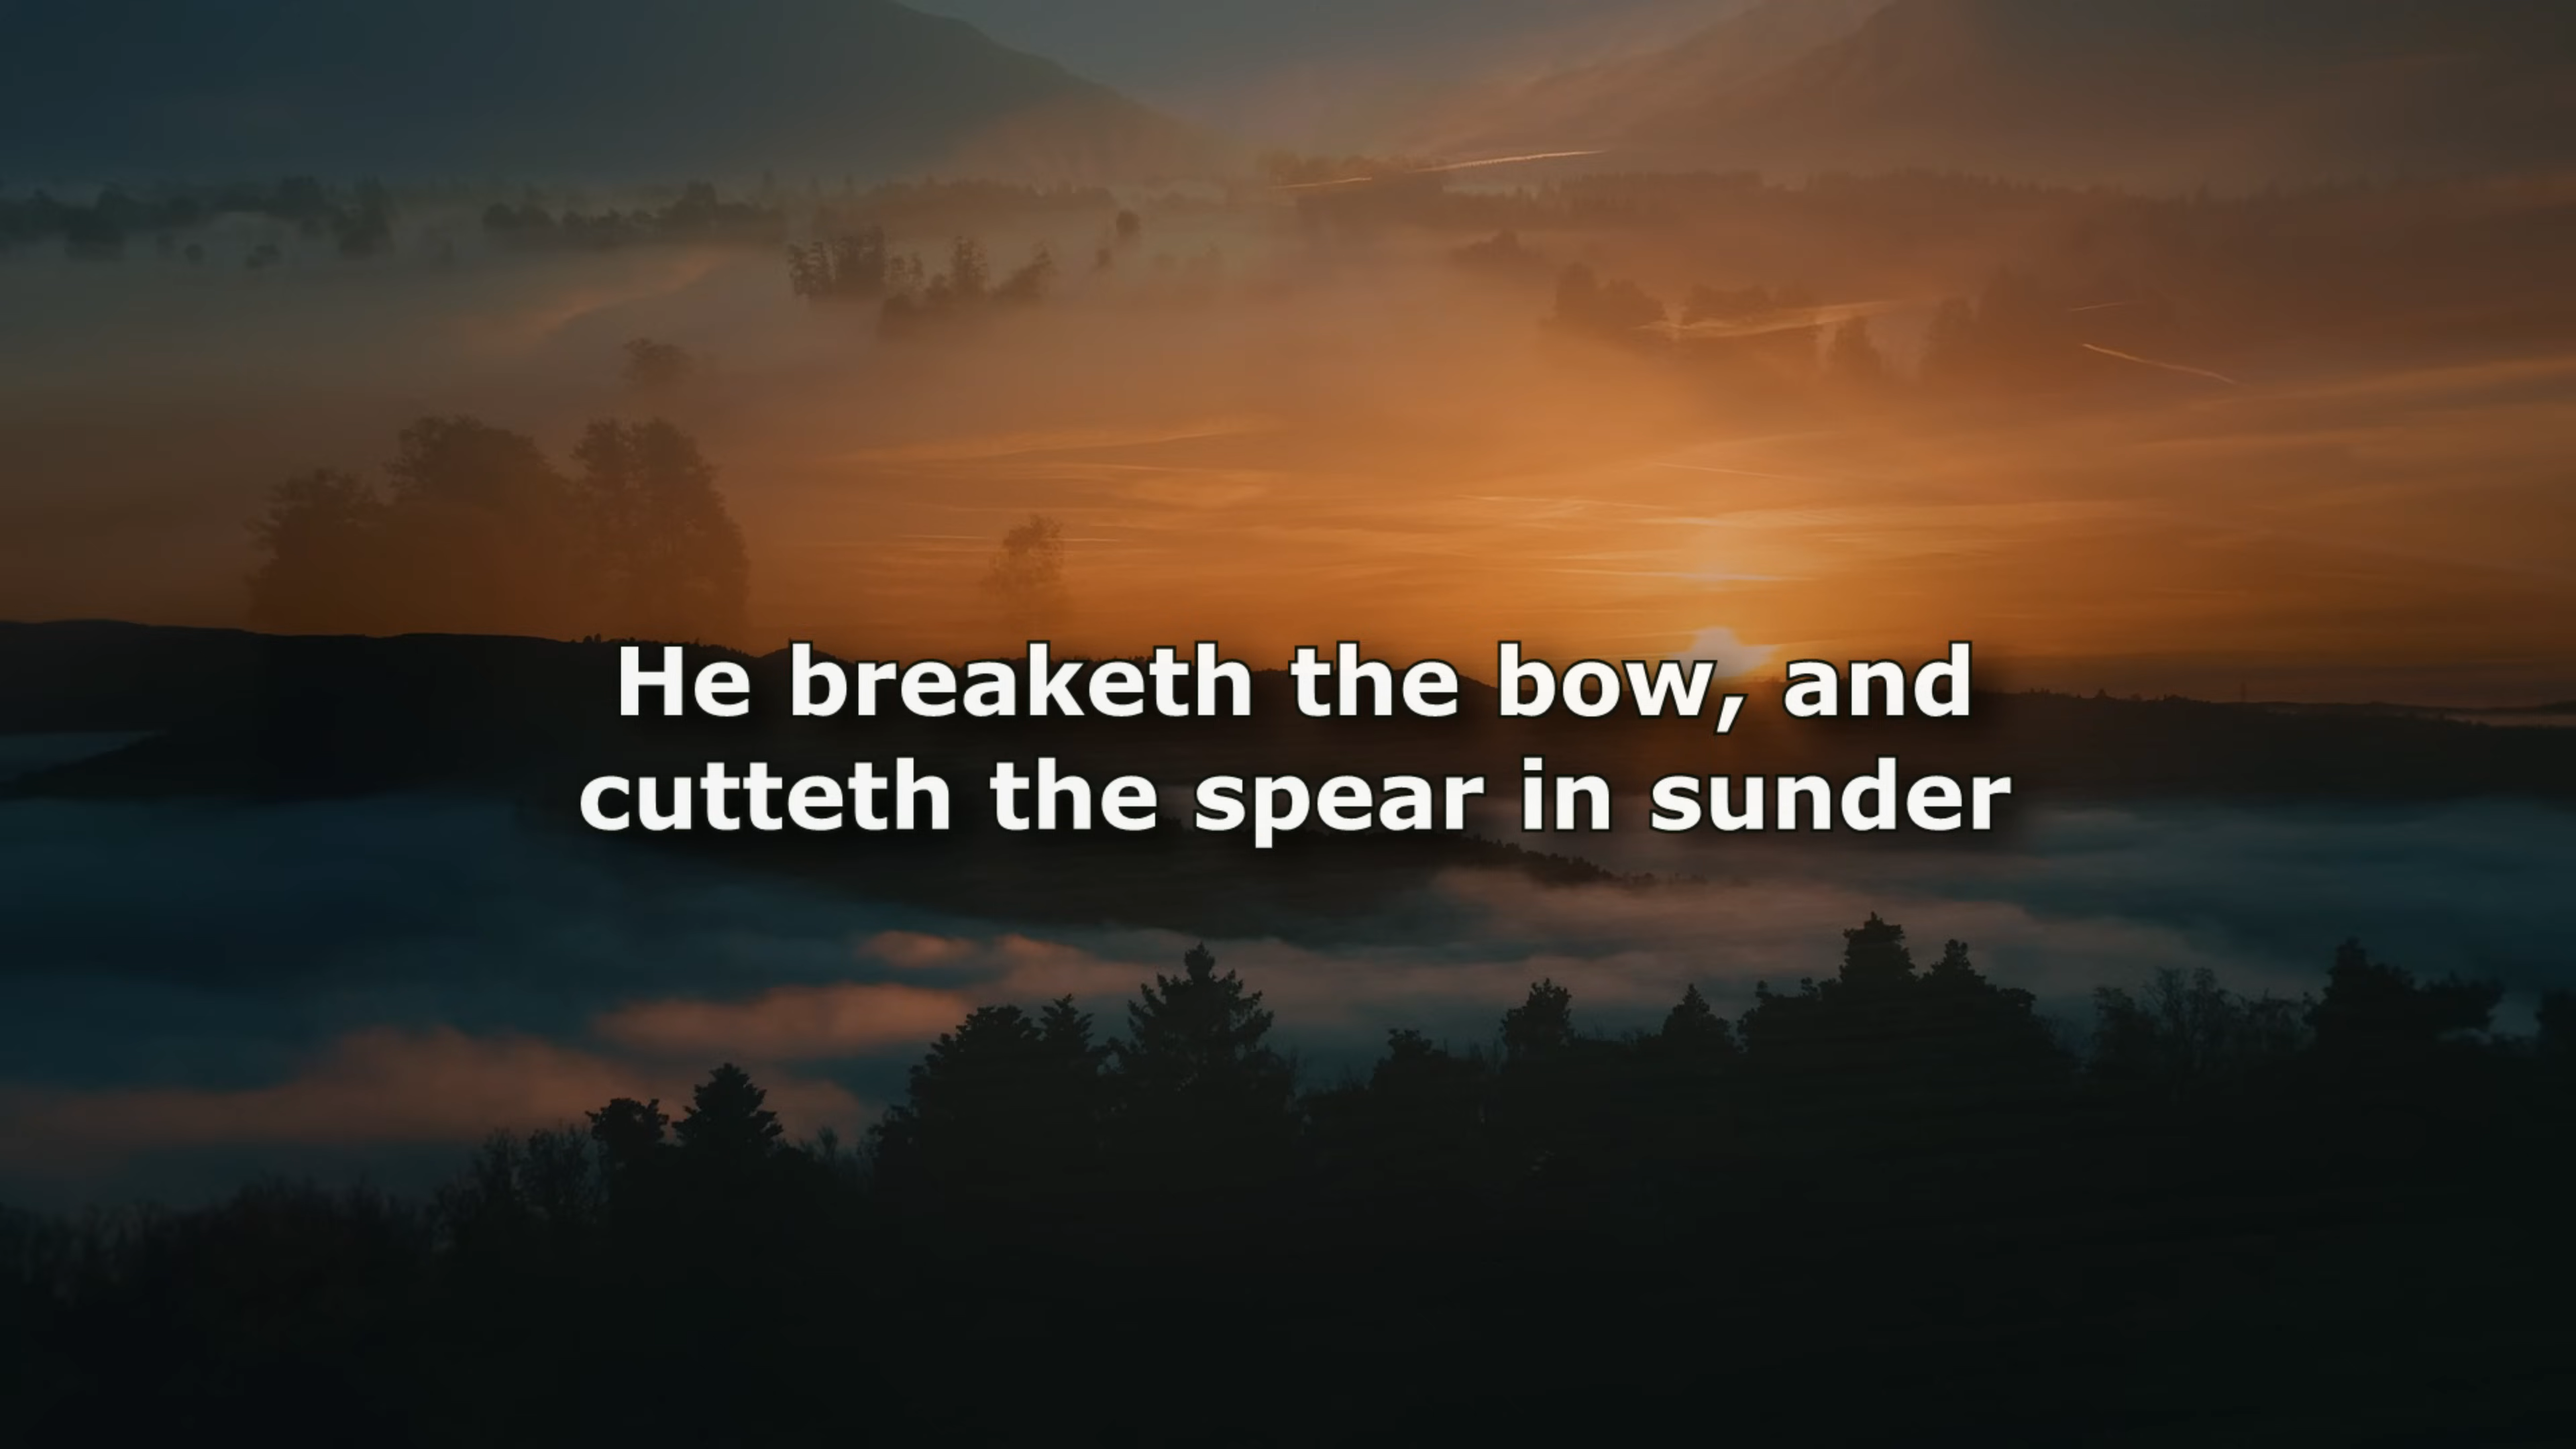 He breaketh the bow, and
cutteth the spear in sunder